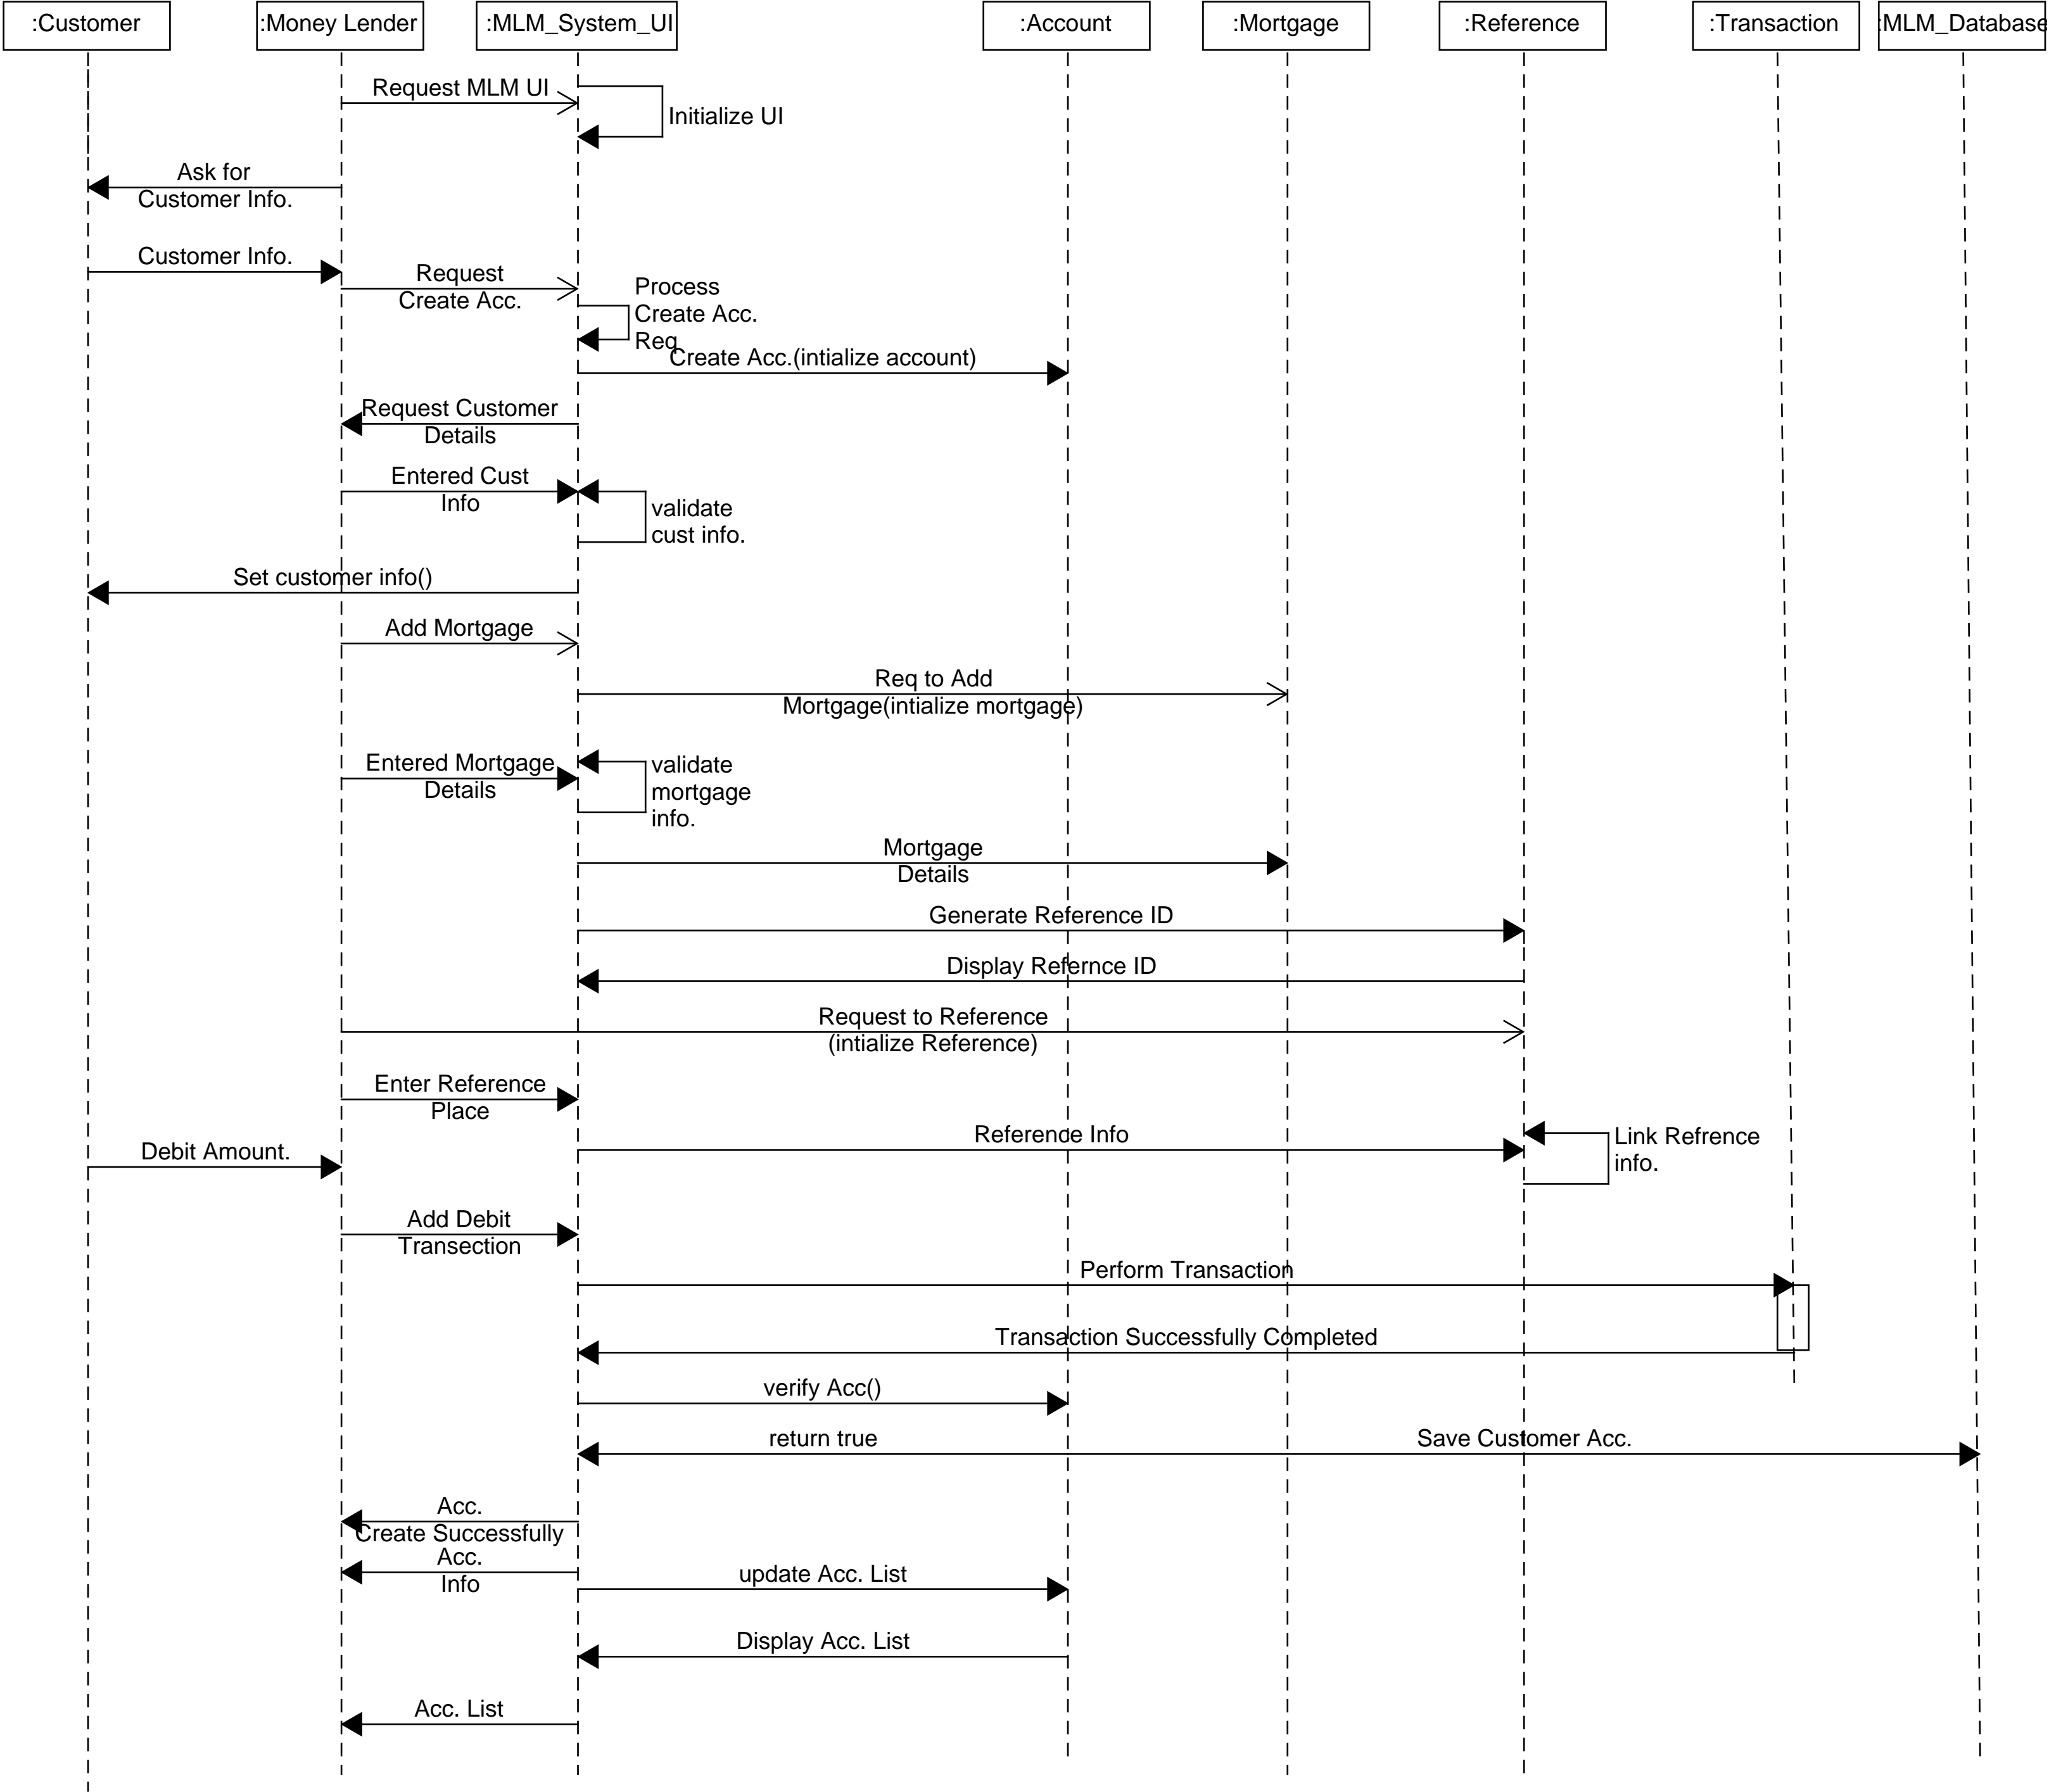 :Customer
:Money Lender
:MLM_System_UI
:Account
:Mortgage
:Reference
:Transaction
:MLM_Database
Request MLM UI
Initialize UI
Ask for
Customer Info.
Customer Info.
Request
Create Acc.
Process
Create Acc.
Req
Create Acc.(intialize account)
Request Customer
Details
Entered Cust
Info
validate
cust info.
Set customer info()
Add Mortgage
Req to Add
Mortgage(intialize mortgage)
Entered Mortgage
Details
validate
mortgage
info.
Mortgage
Details
Generate Reference ID
Display Refernce ID
Request to Reference
(intialize Reference)
Enter Reference
Place
Reference Info
Link Refrence
info.
Debit Amount.
Add Debit
Transection
Perform Transaction
Transaction Successfully Completed
verify Acc()
return true
Save Customer Acc.
Acc.
Create Successfully
Acc.
Info
update Acc. List
Display Acc. List
Acc. List